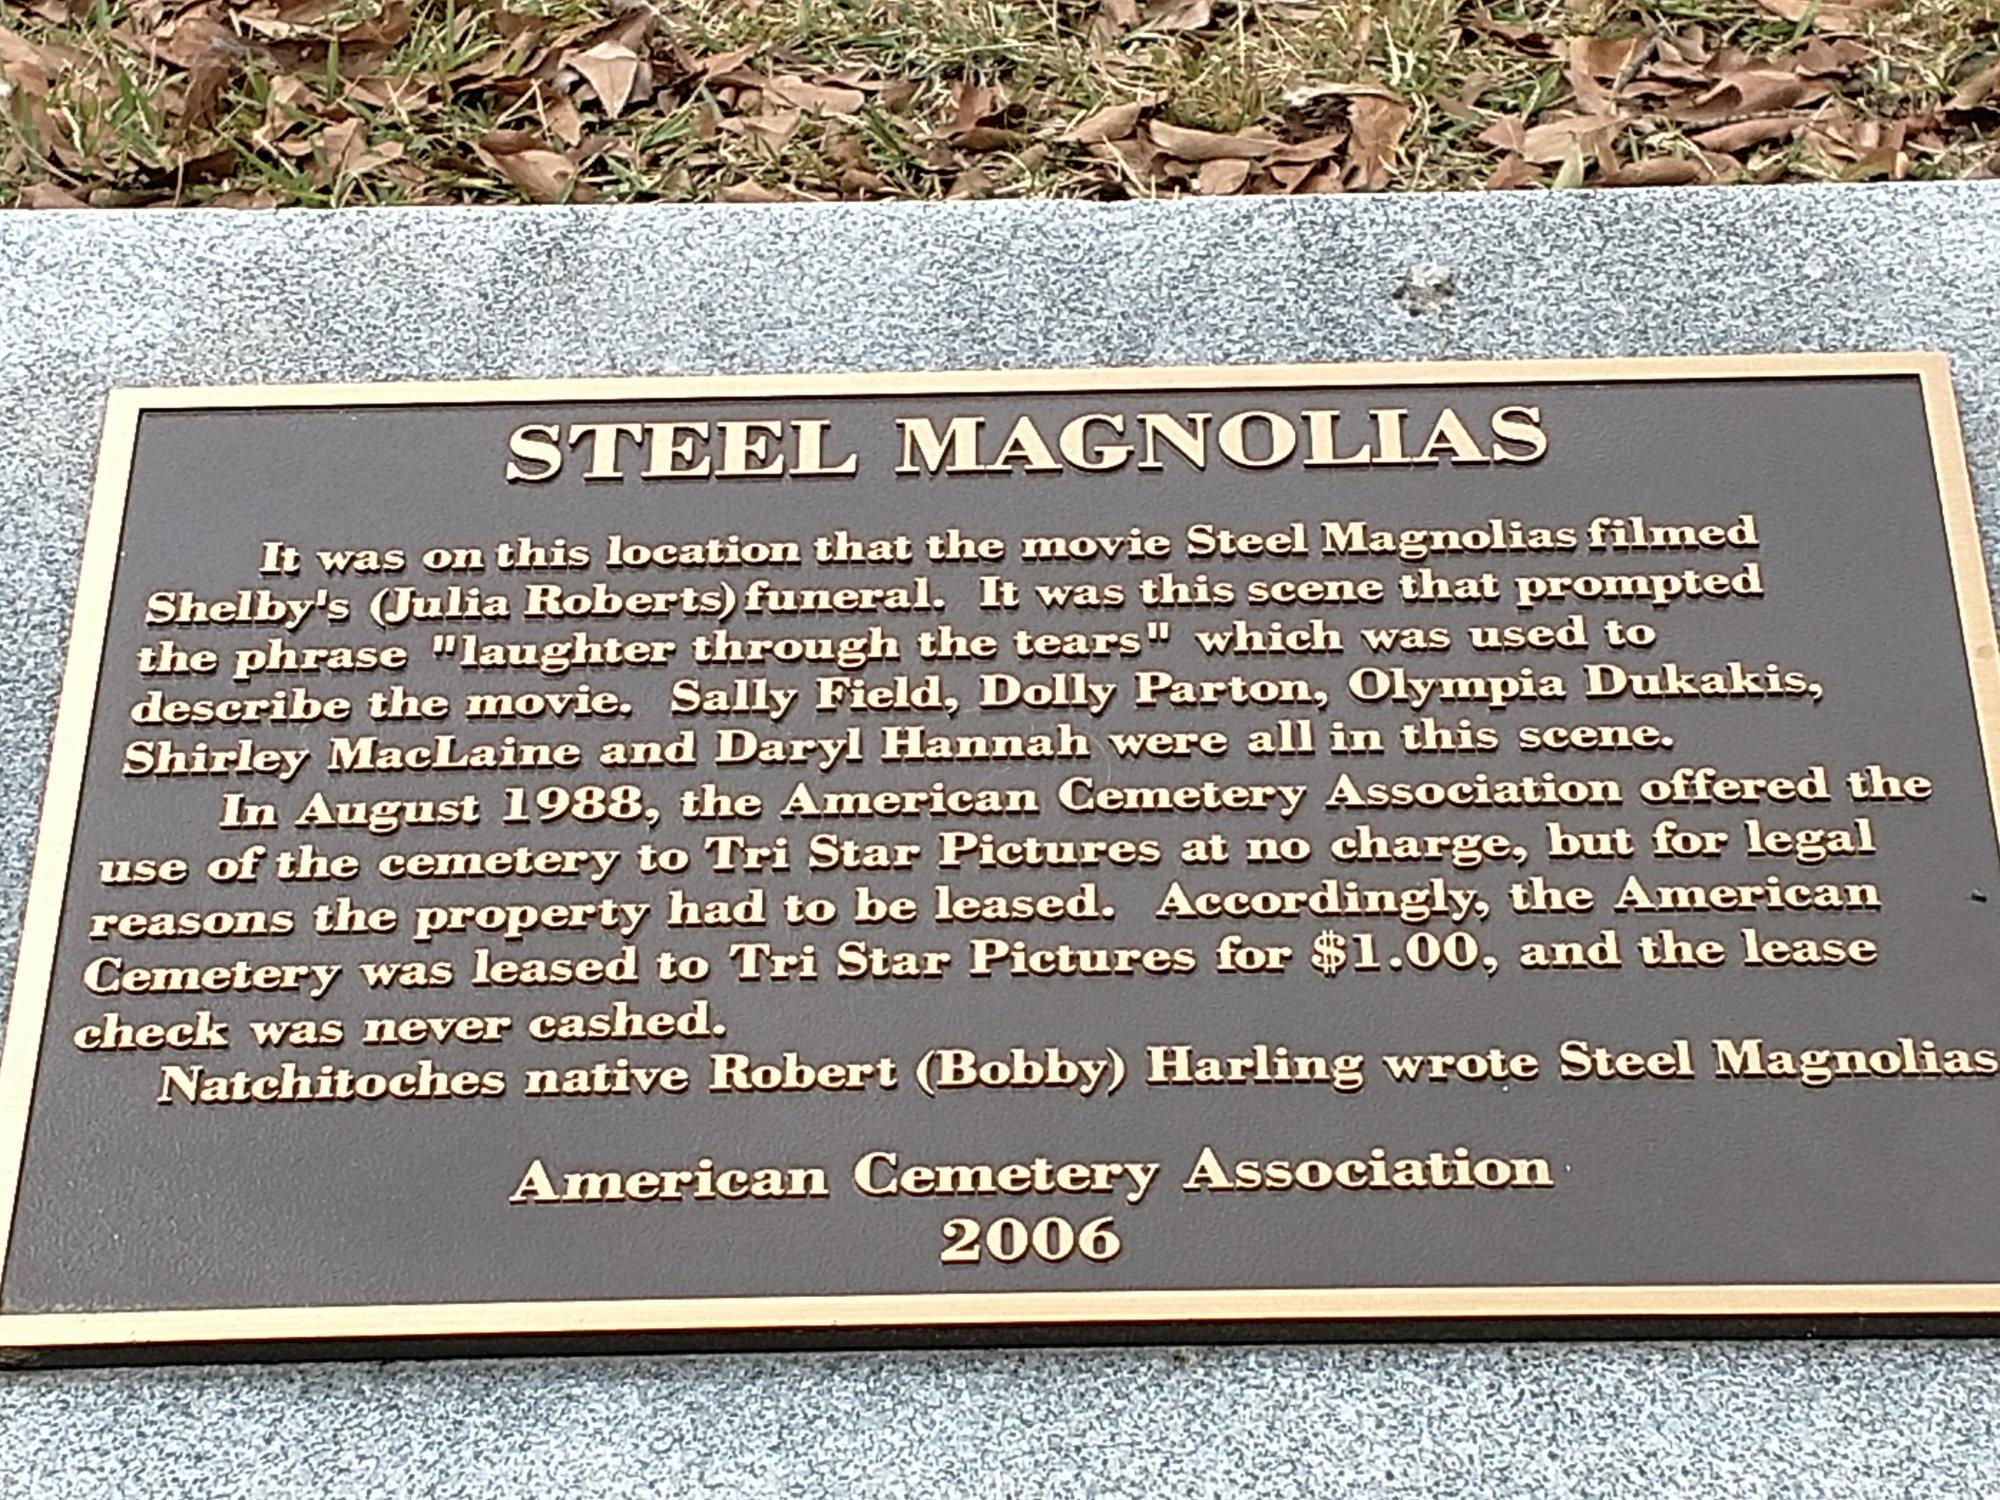 STEEL MAGNOLIAS
It was on this location that the movie Steel Magnolias filmed
Shelby's (Julia Roberts) funeral. It was this scene that prompted
the phrase "laughter through the tears" which was used to
describe the movie. Sally Field, Dolly Parton, Olympia Dukakis,
Shirley MacLaine and Daryl Hannah were all in this scene.
In August 1988, the American Cemetery Association offered the
use of the cemetery to Tri Star Pictures at no charge, but for legal
reasons the property had to be leased. Accordingly, the American
Cemetery was leased to Tri Star Pictures for $1.00, and the lease
check was never cashed.
Natchitoches native Robert (Bobby) Harling wrote Steel Magnolias
American Cemetery Association
2006